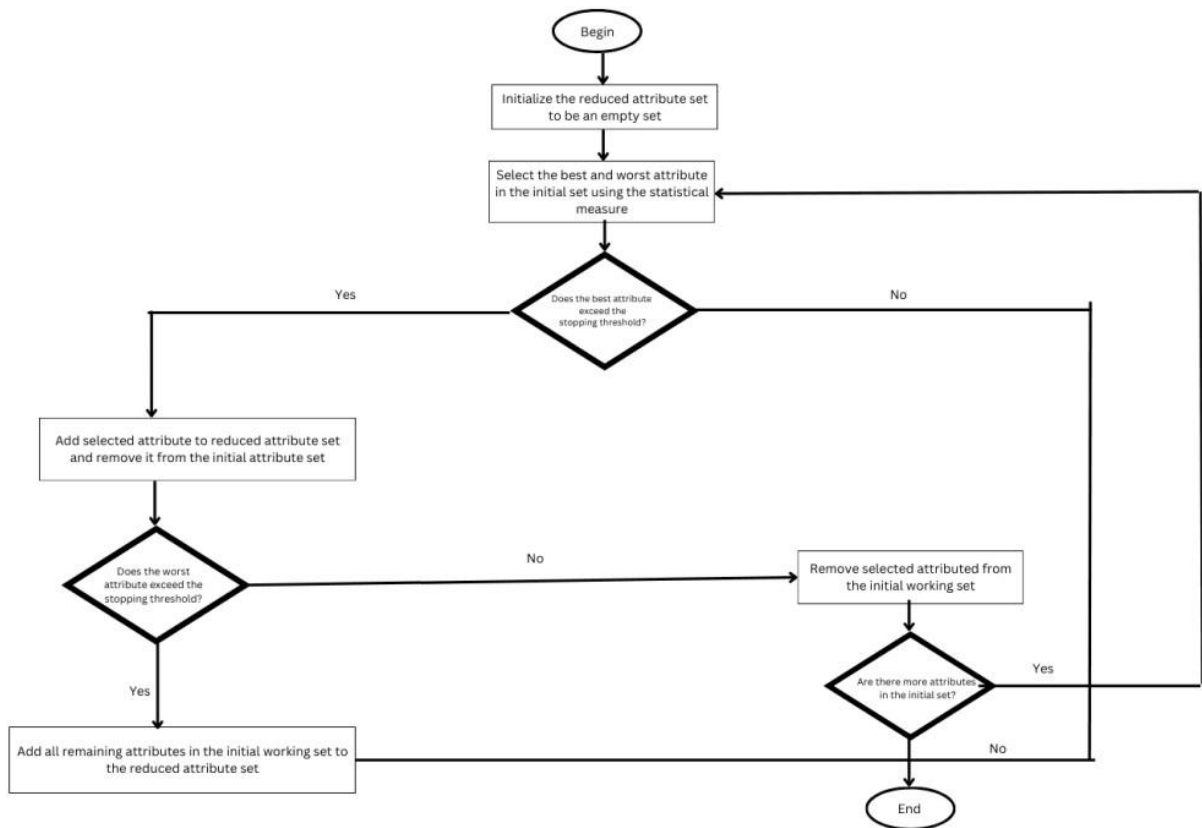 Begin
Initialize the reduced attribute set
to be an empty set
Select the best and worst attribute
in the initial set using the statistical
measure
Does the best attribute
exceed the
stopping threshold?
Yes
No
Add selected attribute to reduced attribute set
and remove it from the initial attribute set
Does the worst
attribute exceed the
stopping threshold?
No
Remove selected attributed from
the initial working set
Are there more attributes
in the initial set?
Yes
Yes
Add all remaining attributes in the initial working set to
the reduced attribute set
No
End